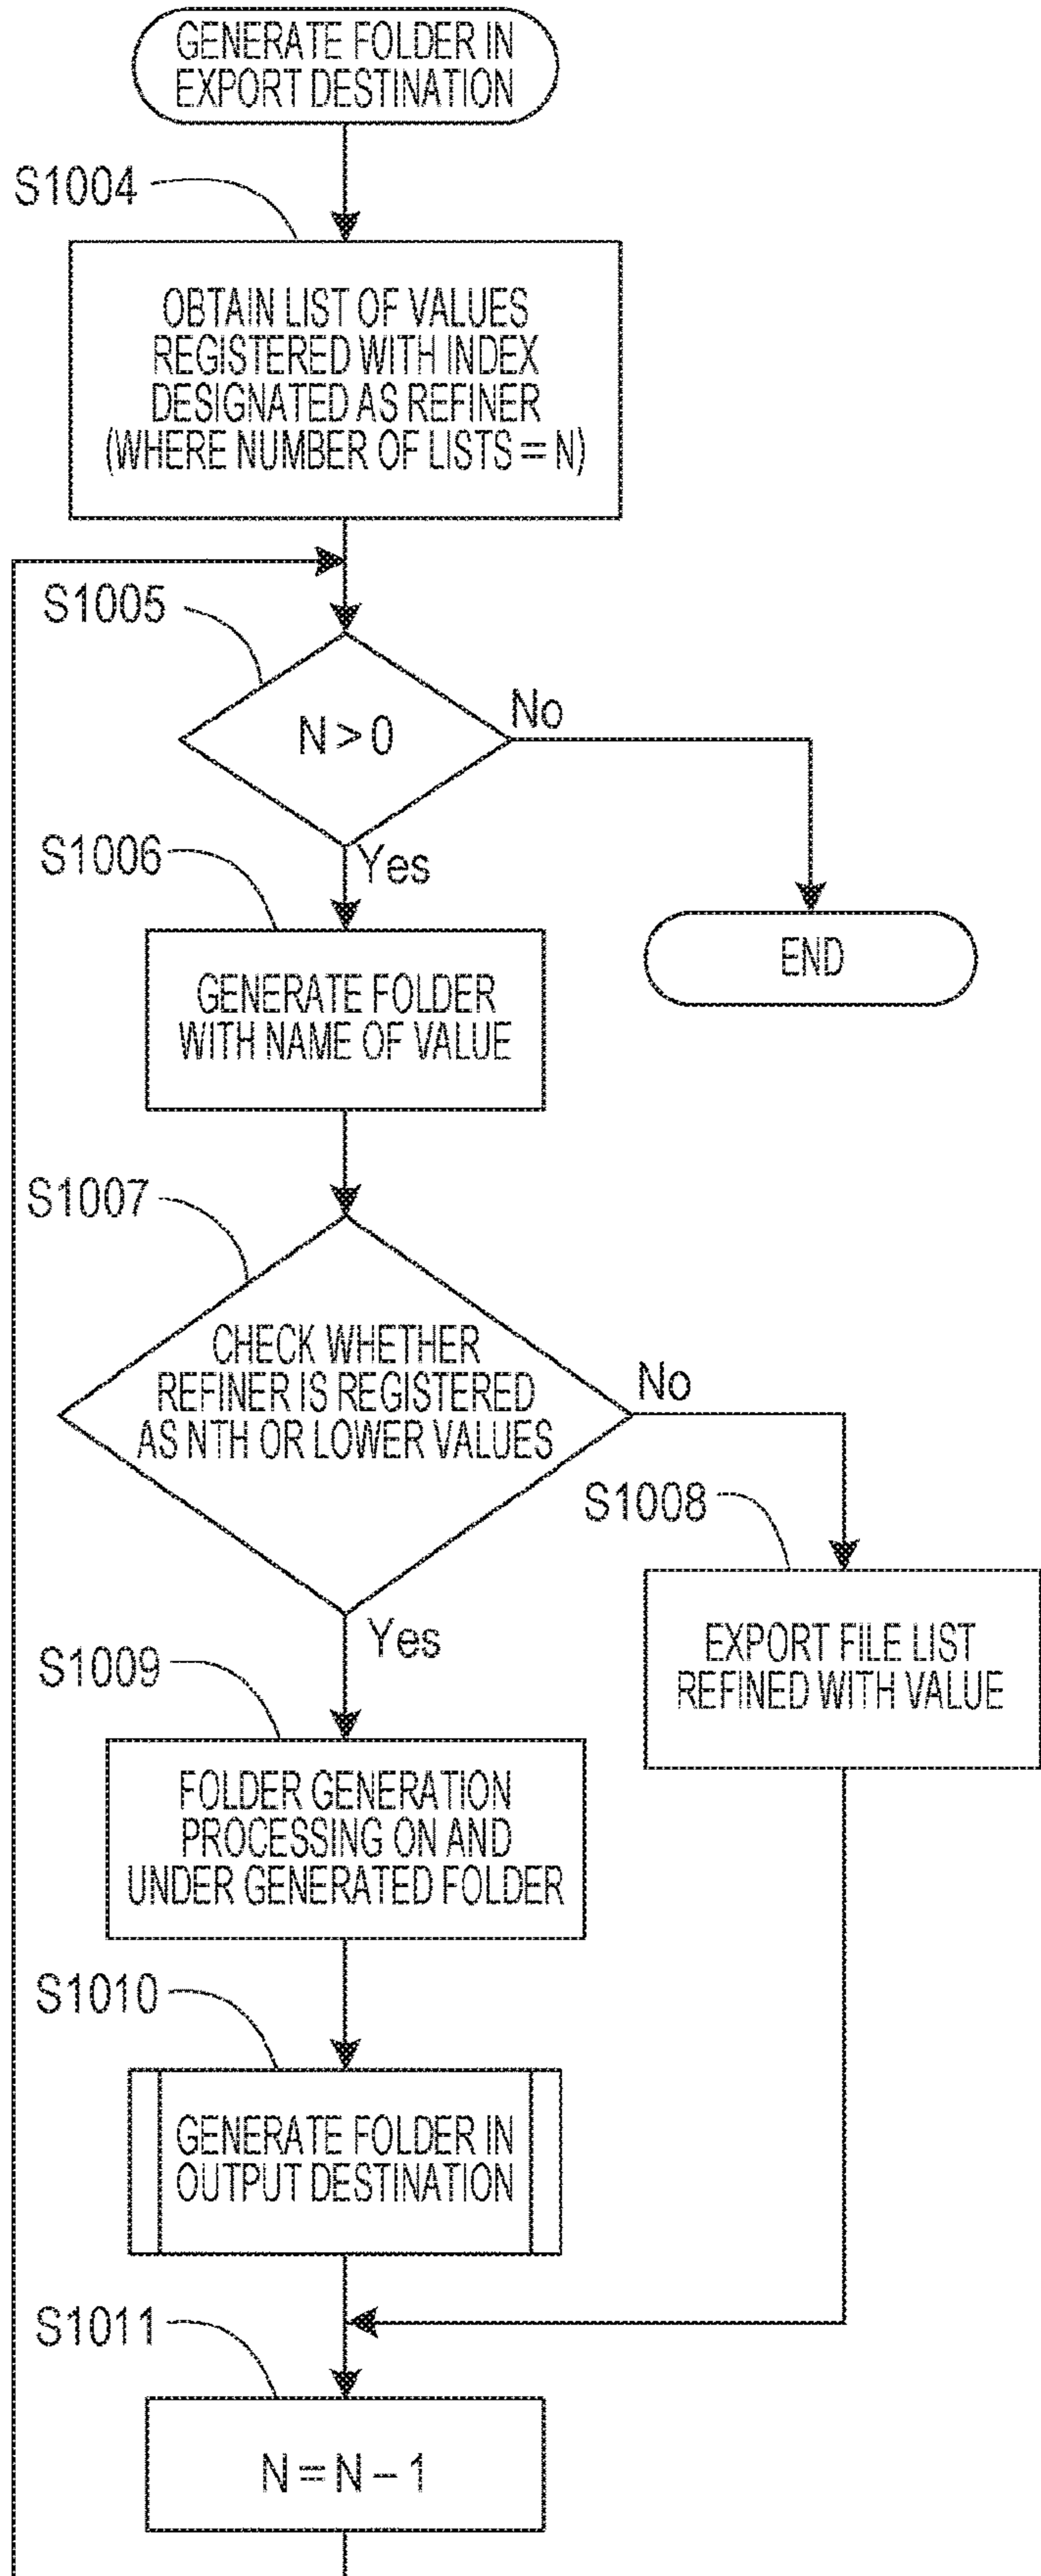 GENERATE FOLDER IN
EXPORT DESTINATION
S1004
OBTAIN LIST OF VALUES
REGISTERED WITH INDEX
DESIGNATED AS REFINER
(WHERE NUMBER OF LISTS = N)
S1005
N > 0
No
S1006
Yes
END
GENERATE FOLDER
WITH NAME OF VALUE
S1007
CHECK WHETHER
REFINER IS REGISTERED
AS NTH OR LOWER VALUES
No
S1008
Yes
EXPORT FILE LIST
REFINED WITH VALUE
S1009
FOLDER GENERATION
PROCESSING ON AND
UNDER GENERATED FOLDER
S1010
GENERATE FOLDER IN
OUTPUT DESTINATION
S1011
N = N – 1